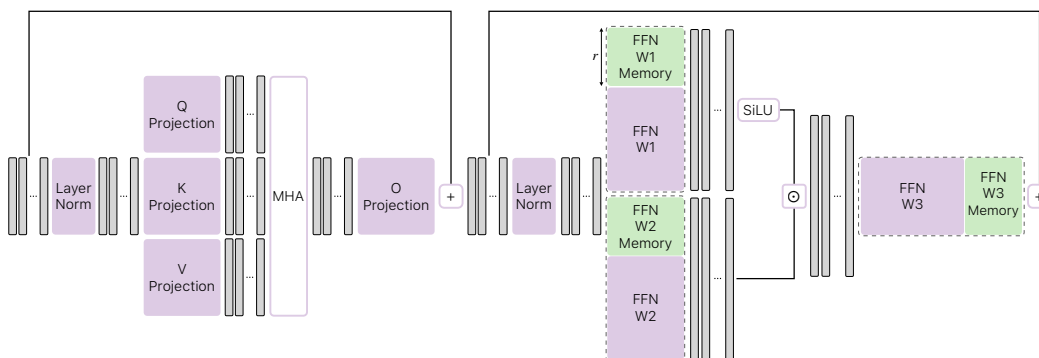 Q
Projection
...
K
Projection
...
V
Projection
...
...
Layer
Norm
...
MHA
...
O
Projection
+
...
Layer
Norm
...
r
FFN
W1
Memory
FFN
W1
...
SiLU
FFN
W2
Memory
FFN
W2
...
⊙
...
FFN
W3
FFN
W3
Memory
+